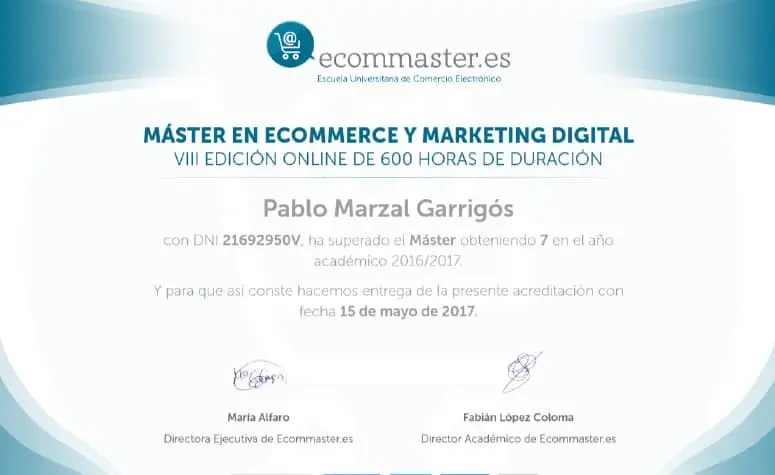 ecommaster.es
Escuela Universitaria de Comercio Electrónico
MÁSTER EN ECOMMERCE Y MARKETING DIGITAL
VIII EDICIÓN ONLINE DE 600 HORAS DE DURACIÓN
Pablo Marzal Garrigós
con DNI 21692950V, ha superado el Máster obteniendo 7 en el año
académico 2016/2017.
Y para que así conste hacemos entrega de la presente acreditación con
fecha 15 de mayo de 2017.
María Alfaro
Fabián López Coloma
Directora Ejecutiva de Ecommaster.es
Director Académico de Ecommaster.es